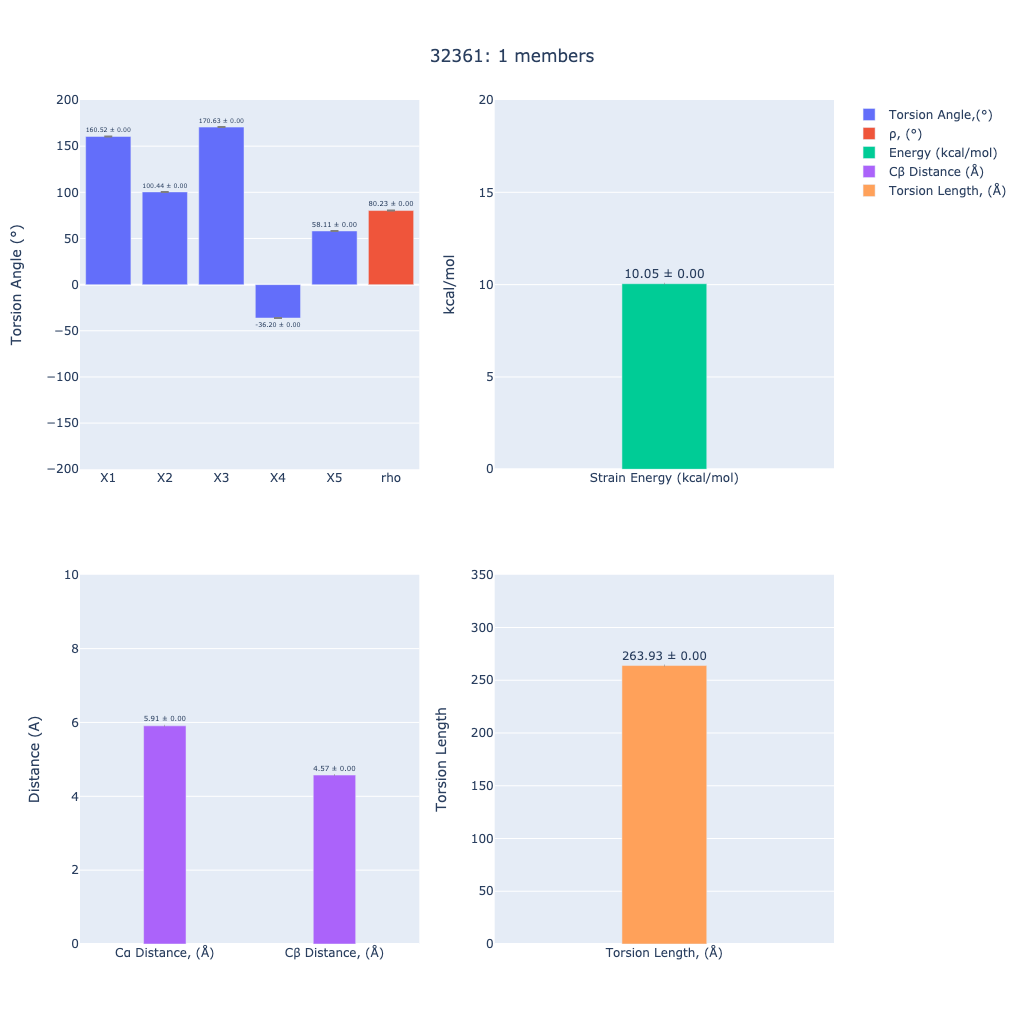 32361: 1 members
Torsion Angle (°)
200
150
100
50
0
−50
−100
−150
−200
160.52 ± 0.00
100.44 ± 0.00
170.63 ± 0.00
-36.20 ± 0.00
58.11 ± 0.00
80.23 ± 0.00
X1 X2 X3 X4 X5 rho
kcal/mol
20
15
10
5
0
10.05 ± 0.00
Strain Energy (kcal/mol)
Torsion Angle,(°)
ρ, (°)
Energy (kcal/mol)
Cβ Distance (Å)
Torsion Length, (Å)
Distance (A)
10
8
6
4
2
0
5.91 ± 0.00
4.57 ± 0.00
Cα Distance, (Å) Cβ Distance, (Å)
Torsion Length
350
300
250
200
150
100
50
0
263.93 ± 0.00
Torsion Length, (Å)